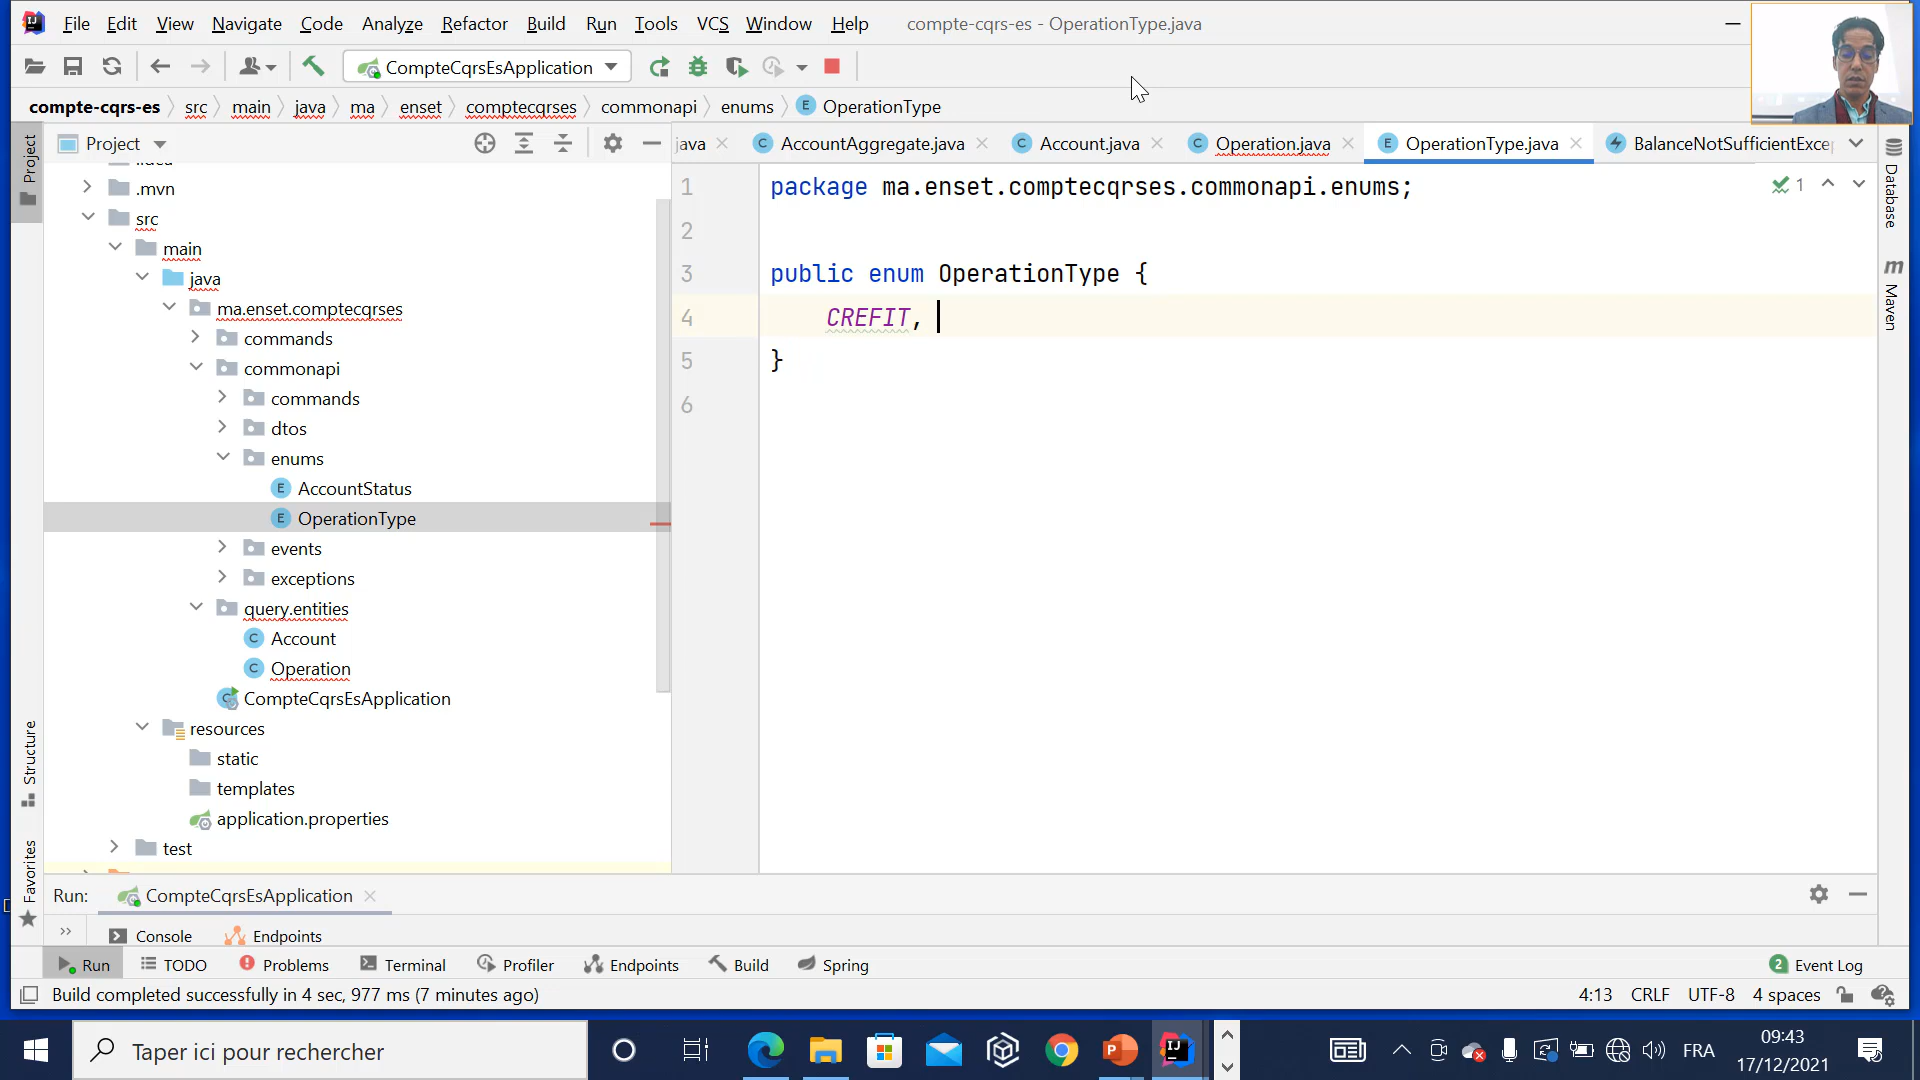 File Edit View Navigate Code Analyze Refactor Build Run Tools VCS Window Help compte-cqrs-es - OperationType.java
CompteCqrsEsApplication
compte-cqrs-es src main java ma enset comptecqrses commonapi enums OperationType
Project
java AccountAggregate.java Account.java Operation.java OperationType.java BalanceNotSufficientExce
Project
.mvn
src
main
java
ma.enset.comptecqrses
commands
commonapi
commands
dtos
enums
AccountStatus
OperationType
events
exceptions
query.entities
Account
Operation
CompteCqrsEsApplication
resources
static
templates
application.properties
test
1 package ma.enset.comptecqrses.commonapi.enums;
2
3 public enum OperationType {
4 CREFIT,
5 }
6
1
Database
Maven
Structure
Favorites
Run: CompteCqrsEsApplication
Console Endpoints
Run TODO Problems Terminal Profiler Endpoints Build Spring 2 Event Log
Build completed successfully in 4 sec, 977 ms (7 minutes ago) 4:13 CRLF UTF-8 4 spaces
Taper ici pour rechercher
FRA
09:43
17/12/2021